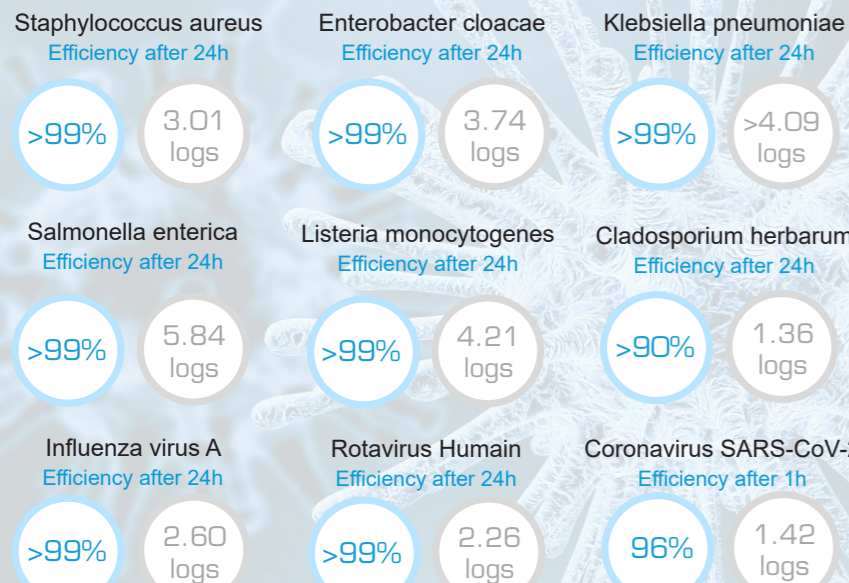 Staphylococcus aureus
Efficiency after 24h
>99%
3.01
logs
Enterobacter cloacae
Efficiency after 24h
>99%
3.74
logs
Klebsiella pneumoniae
Efficiency after 24h
>99%
>4.09
logs
Salmonella enterica
Efficiency after 24h
>99%
5.84
logs
Listeria monocytogenes
Efficiency after 24h
>99%
4.21
logs
Cladosporium herbarum
Efficiency after 24h
>90%
1.36
logs
Influenza virus A
Efficiency after 24h
>99%
2.60
logs
Rotavirus Humain
Efficiency after 24h
>99%
2.26
logs
Coronavirus SARS-CoV-2
Efficiency after 1h
96%
1.42
logs